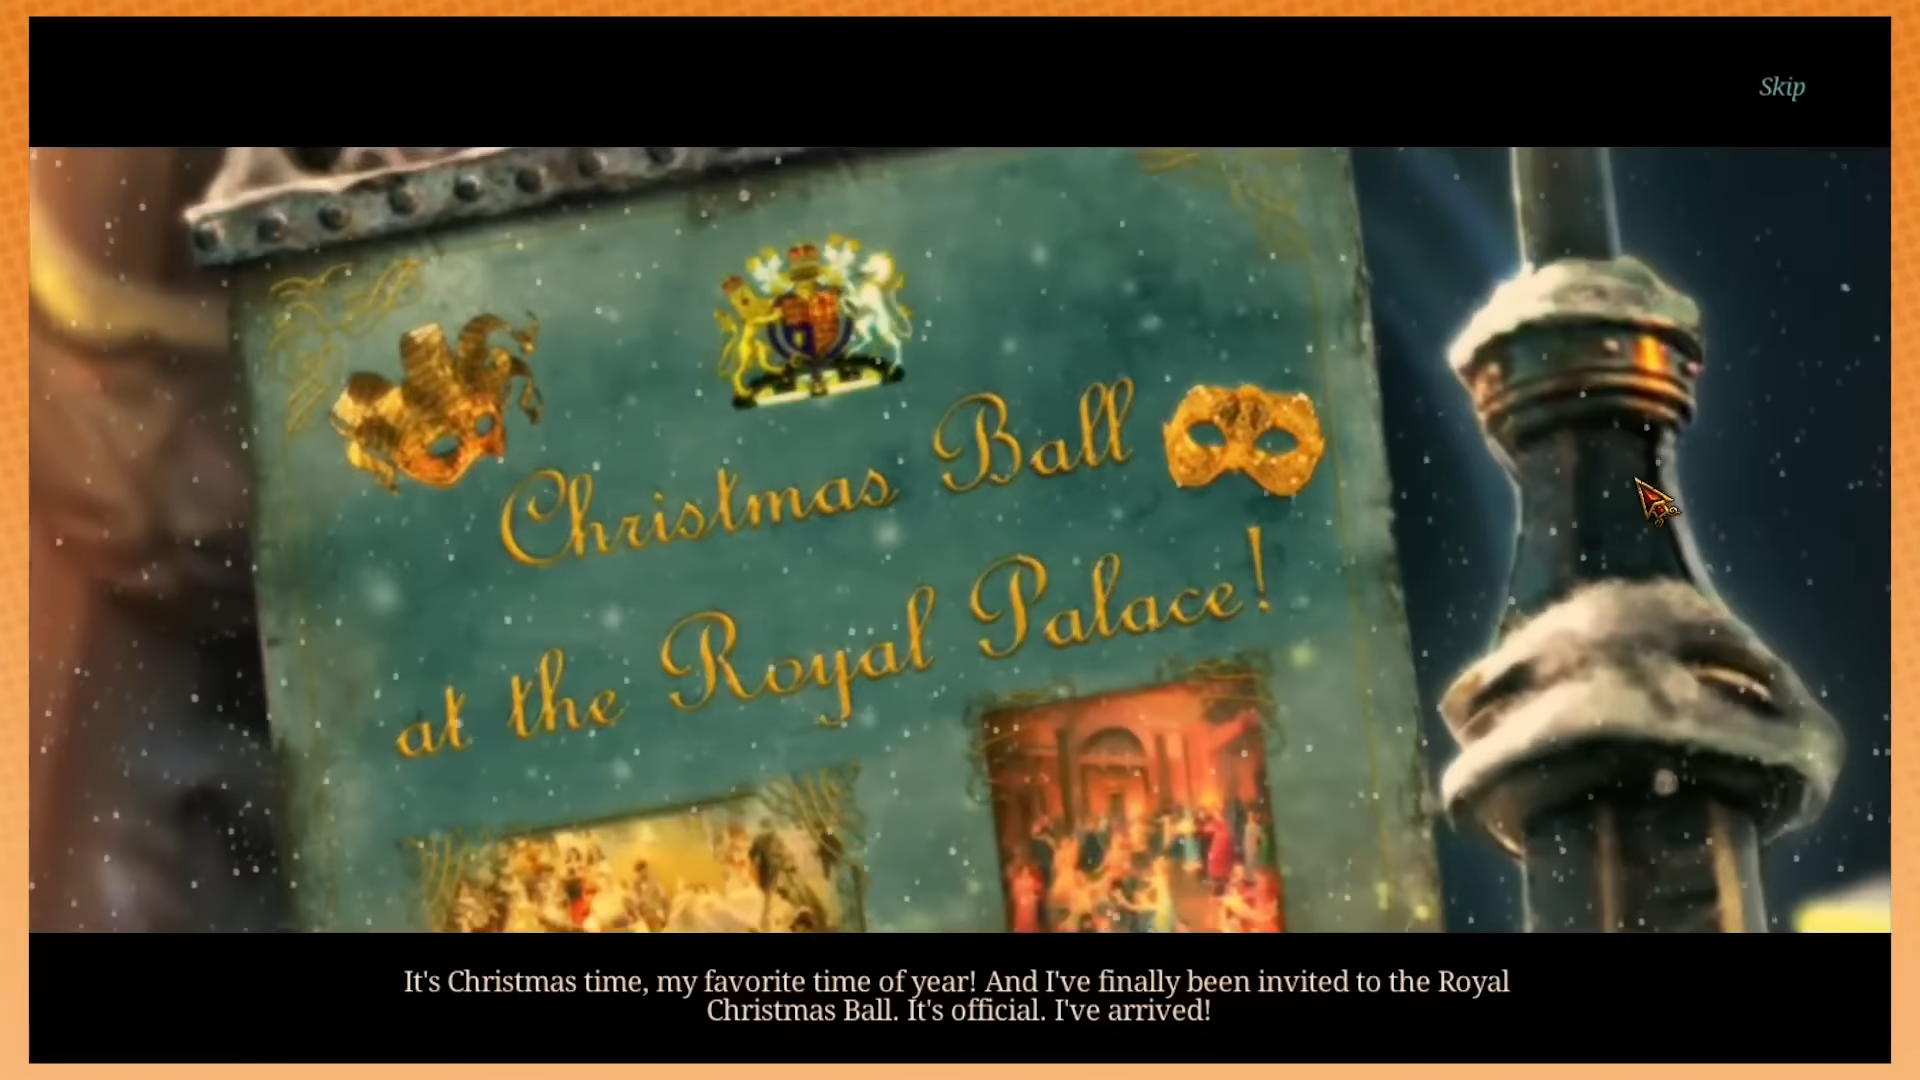 Skip
Christmas Ball
at the Royal Palace!
It's Christmas time, my favorite time of year! And I've finally been invited to the Royal
Christmas Ball. It's official. I've arrived!